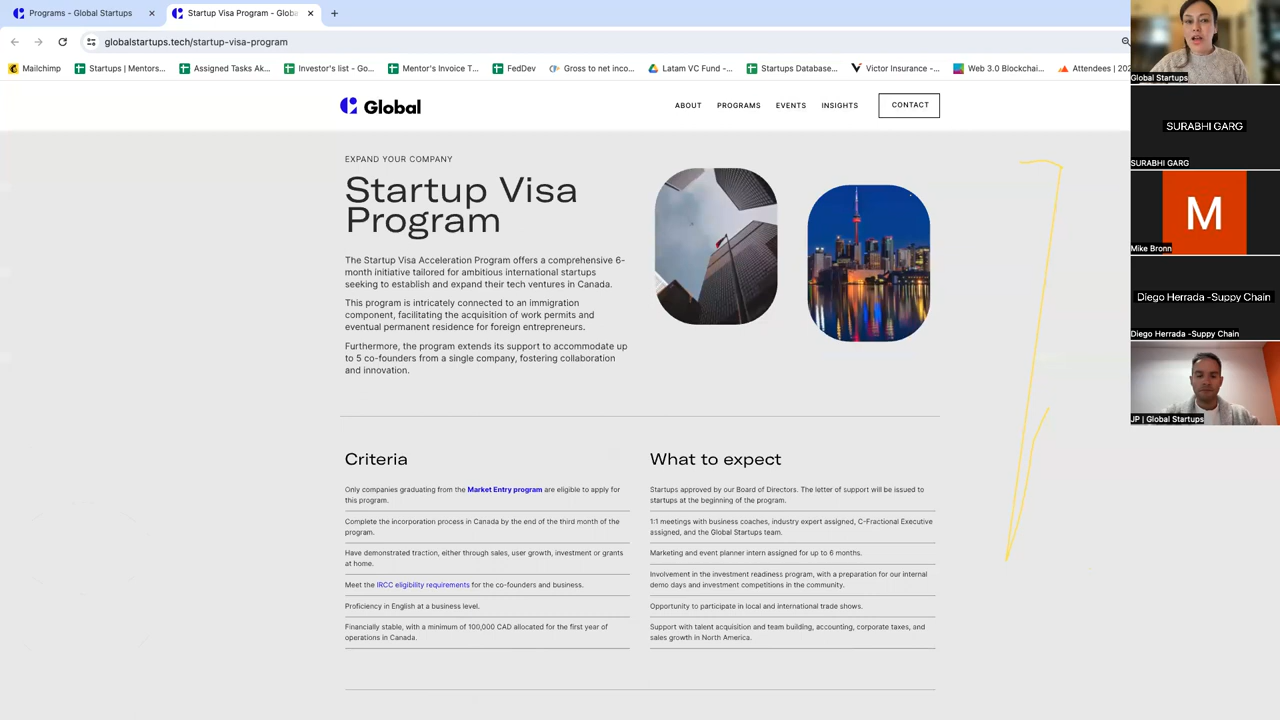 Programs - Global Startups
Startup Visa Program - Globa
globalstartups.tech/startup-visa-program
Mailchimp
Startups | Mentors...
Assigned Tasks Ak...
Investor's list - Go...
Mentor's Invoice T...
FedDev
Gross to net inco...
Latam VC Fund -...
Startups Database...
Victor Insurance -...
Web 3.0 Blockchai...
Attendees | 202
Global
ABOUT
PROGRAMS
EVENTS
INSIGHTS
CONTACT
EXPAND YOUR COMPANY
Startup Visa
Program
The Startup Visa Acceleration Program offers a comprehensive 6-
month initiative tailored for ambitious international startups
seeking to establish and expand their tech ventures in Canada.
This program is intricately connected to an immigration
component, facilitating the acquisition of work permits and
eventual permanent residence for foreign entrepreneurs.
Furthermore, the program extends its support to accommodate up
to 5 co-founders from a single company, fostering collaboration
and innovation.
Criteria
Only companies graduating from the Market Entry program are eligible to apply for
this program.
Complete the incorporation process in Canada by the end of the third month of the
program.
Have demonstrated traction, either through sales, user growth, investment or grants
at home.
Meet the IRCC eligibility requirements for the co-founders and business.
Proficiency in English at a business level.
Financially stable, with a minimum of 100,000 CAD allocated for the first year of
operations in Canada.
What to expect
Startups approved by our Board of Directors. The letter of support will be issued to
startups at the beginning of the program.
1:1 meetings with business coaches, industry expert assigned, C-Fractional Executive
assigned, and the Global Startups team.
Marketing and event planner intern assigned for up to 6 months.
Involvement in the investment readiness program, with a preparation for our internal
demo days and investment competitions in the community.
Opportunity to participate in local and international trade shows.
Support with talent acquisition and team building, accounting, corporate taxes, and
sales growth in North America.
Global Startups
SURABHI GARG
SURABHI GARG
M
Mike Bronn
Diego Herrada -Suppy Chain
Diego Herrada -Suppy Chain
JP | Global Startups